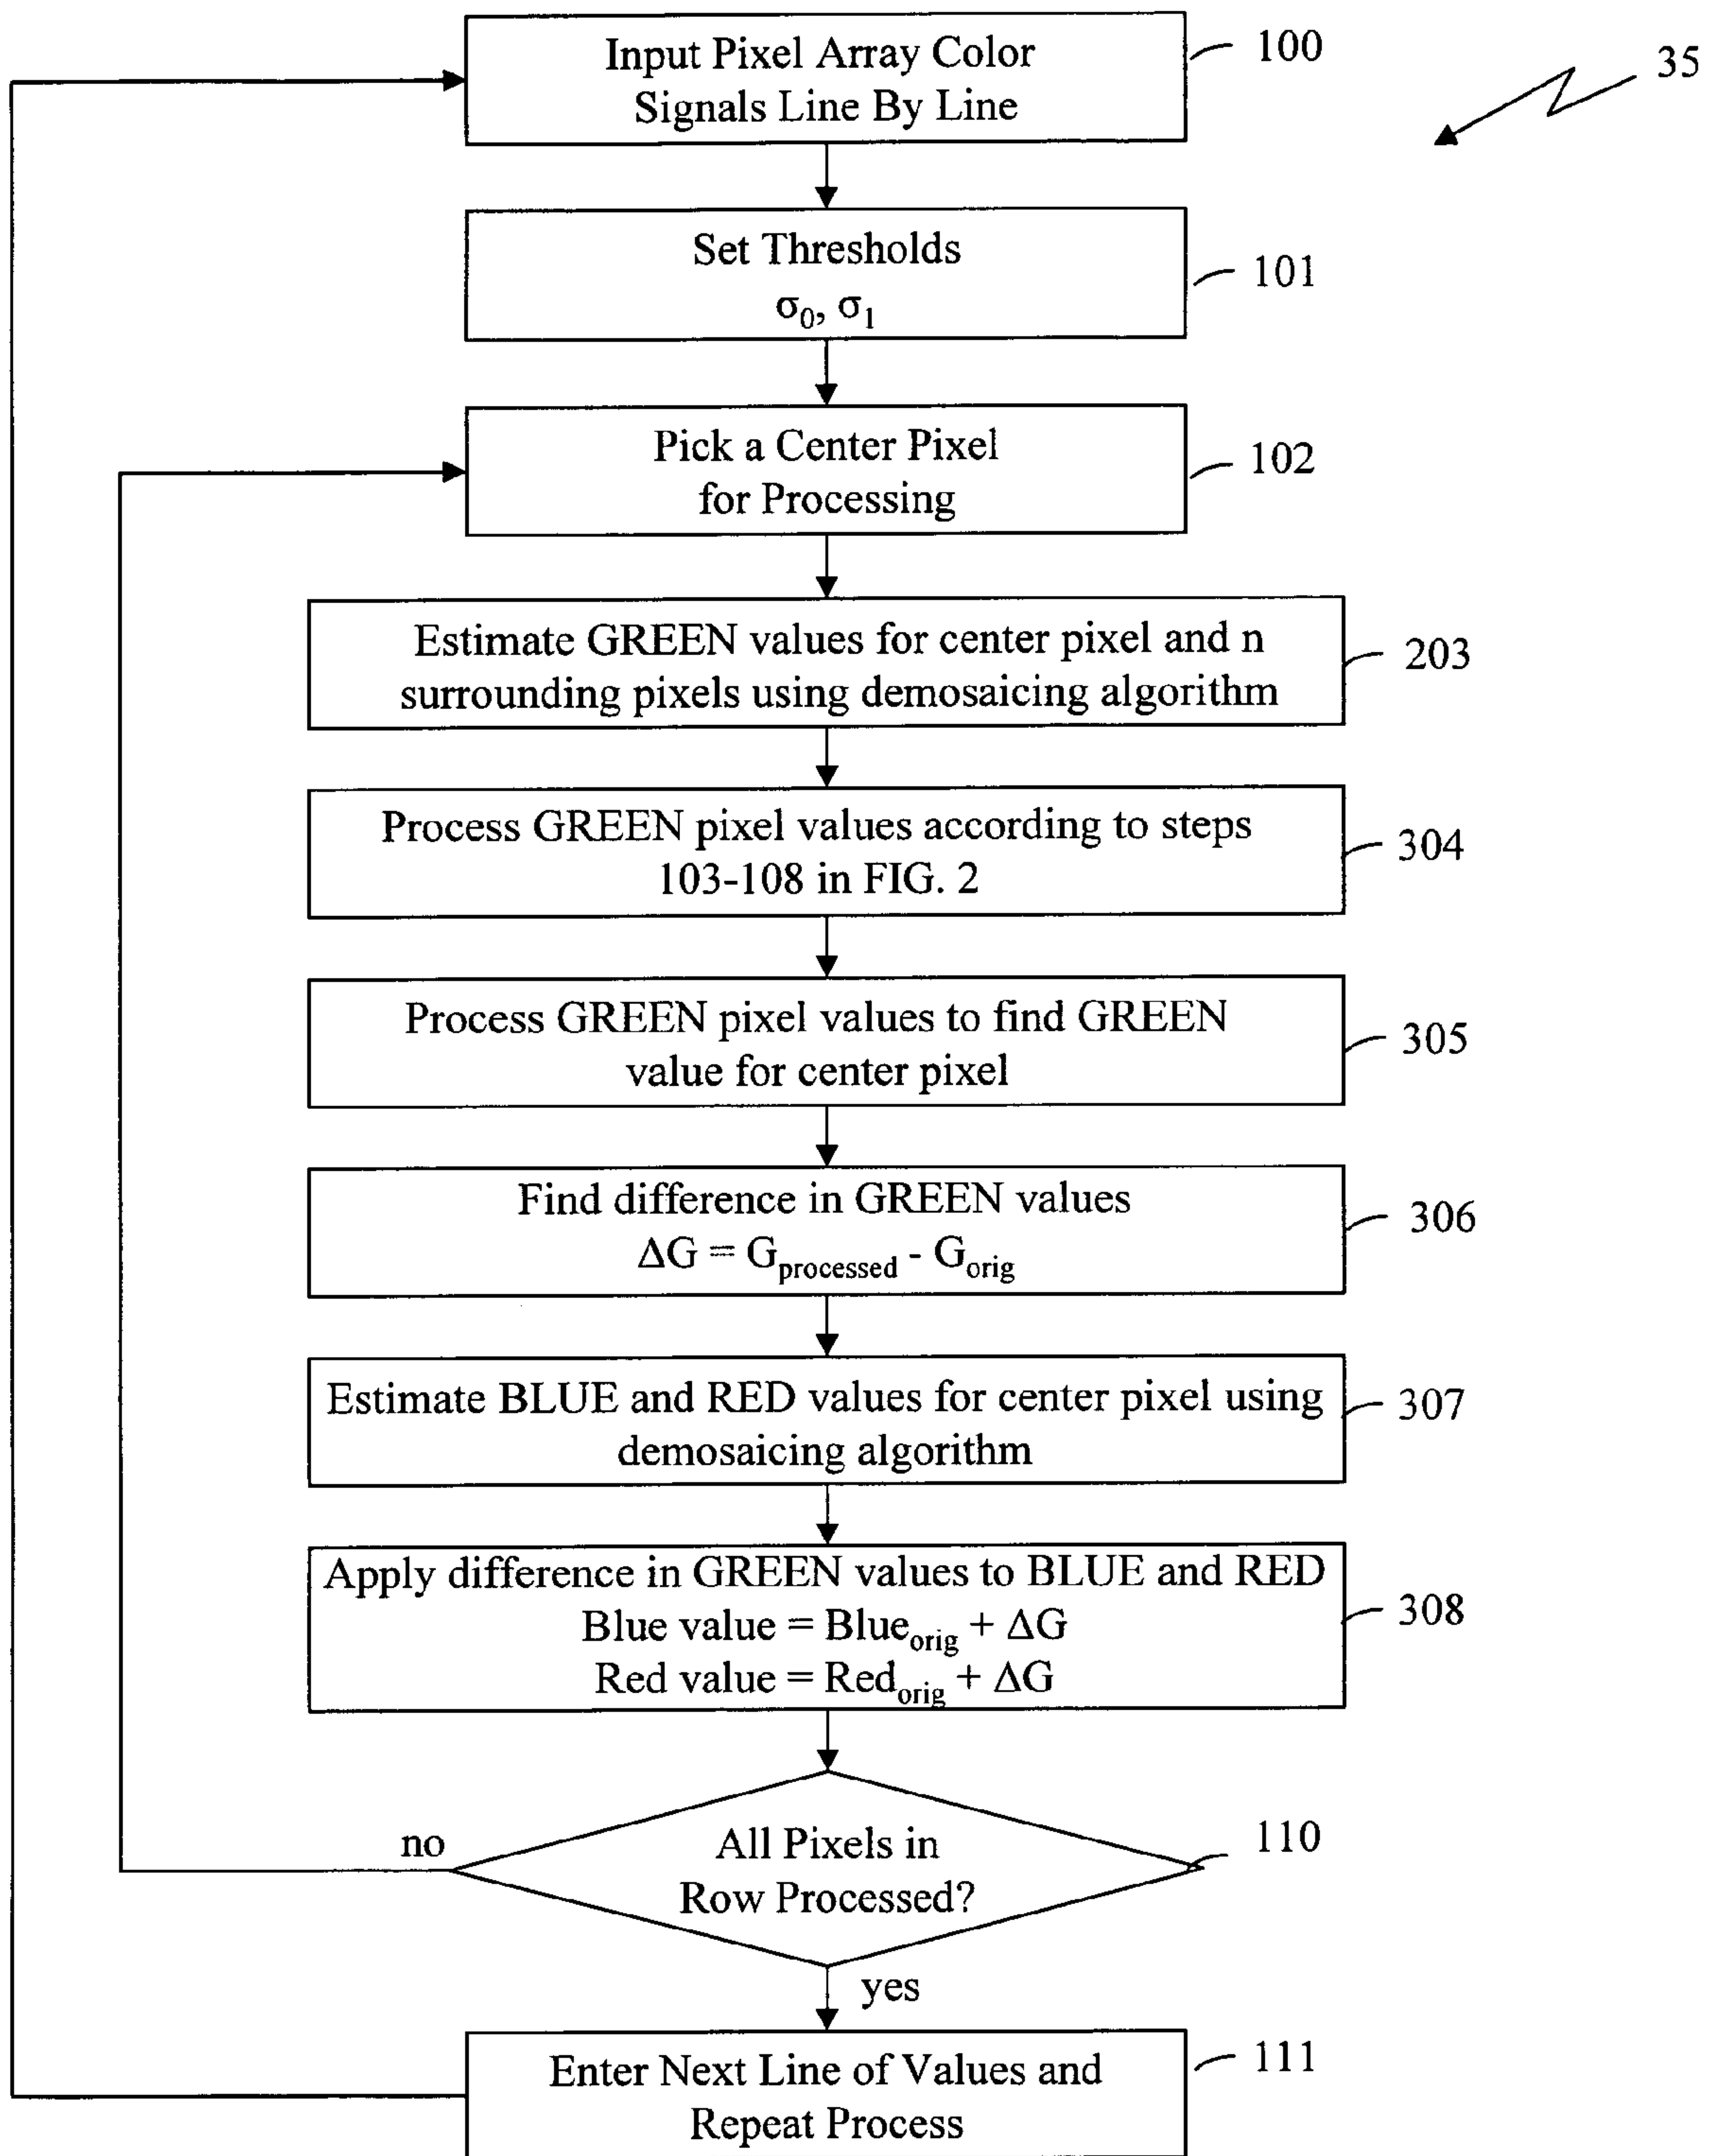 Input Pixel Array Color
Signals Line By Line
100
35
Set Thresholds
σ₀, σ₁
101
Pick a Center Pixel
for Processing
102
Estimate GREEN values for center pixel and n
surrounding pixels using demosaicing algorithm
203
Process GREEN pixel values according to steps
103-108 in FIG. 2
304
Process GREEN pixel values to find GREEN
value for center pixel
305
Find difference in GREEN values
ΔG = G_processed - G_orig
306
Estimate BLUE and RED values for center pixel using
demosaicing algorithm
307
Apply difference in GREEN values to BLUE and RED
Blue value = Blue_orig + ΔG
Red value = Red_orig + ΔG
308
no
All Pixels in
Row Processed?
110
yes
Enter Next Line of Values and
Repeat Process
111